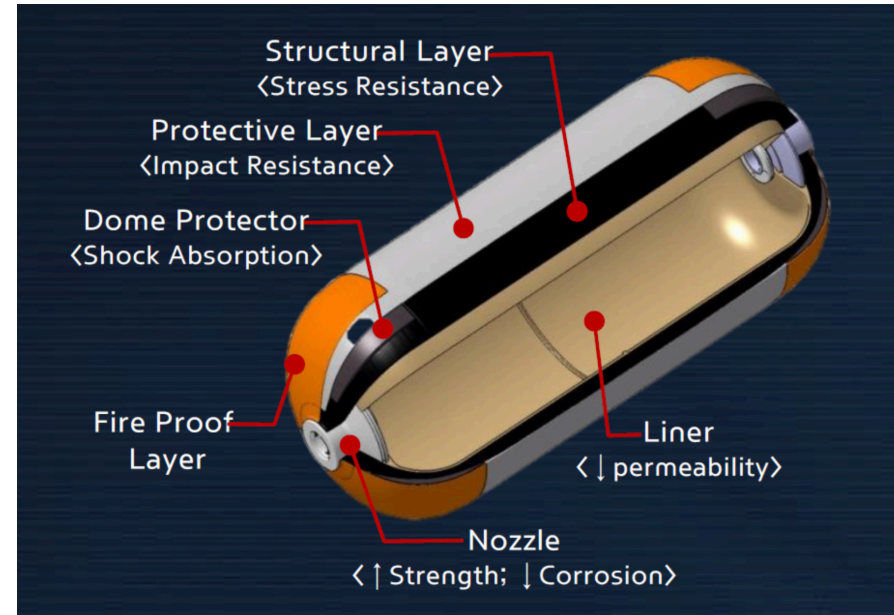 Structural Layer
〈Stress Resistance〉
Protective Layer
〈Impact Resistance〉
Dome Protector
〈Shock Absorption〉
Fire Proof
Layer
Liner
〈↓ permeability〉
Nozzle
〈↑ Strength; ↓ Corrosion〉